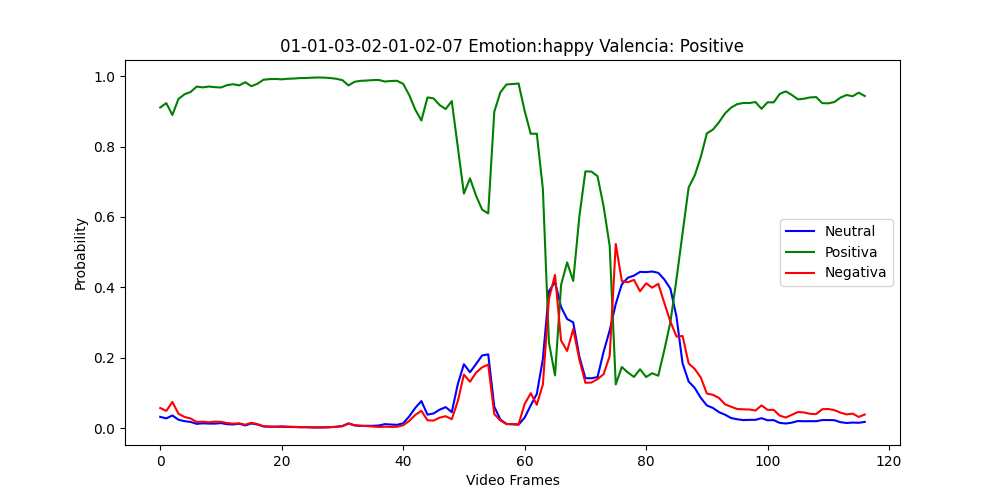 01-01-03-02-01-02-07 Emotion:happy Valencia: Positive
Probability
1.0
0.8
0.6
0.4
0.2
0.0
Neutral
Positiva
Negativa
0 20 40 60 80 100 120
Video Frames